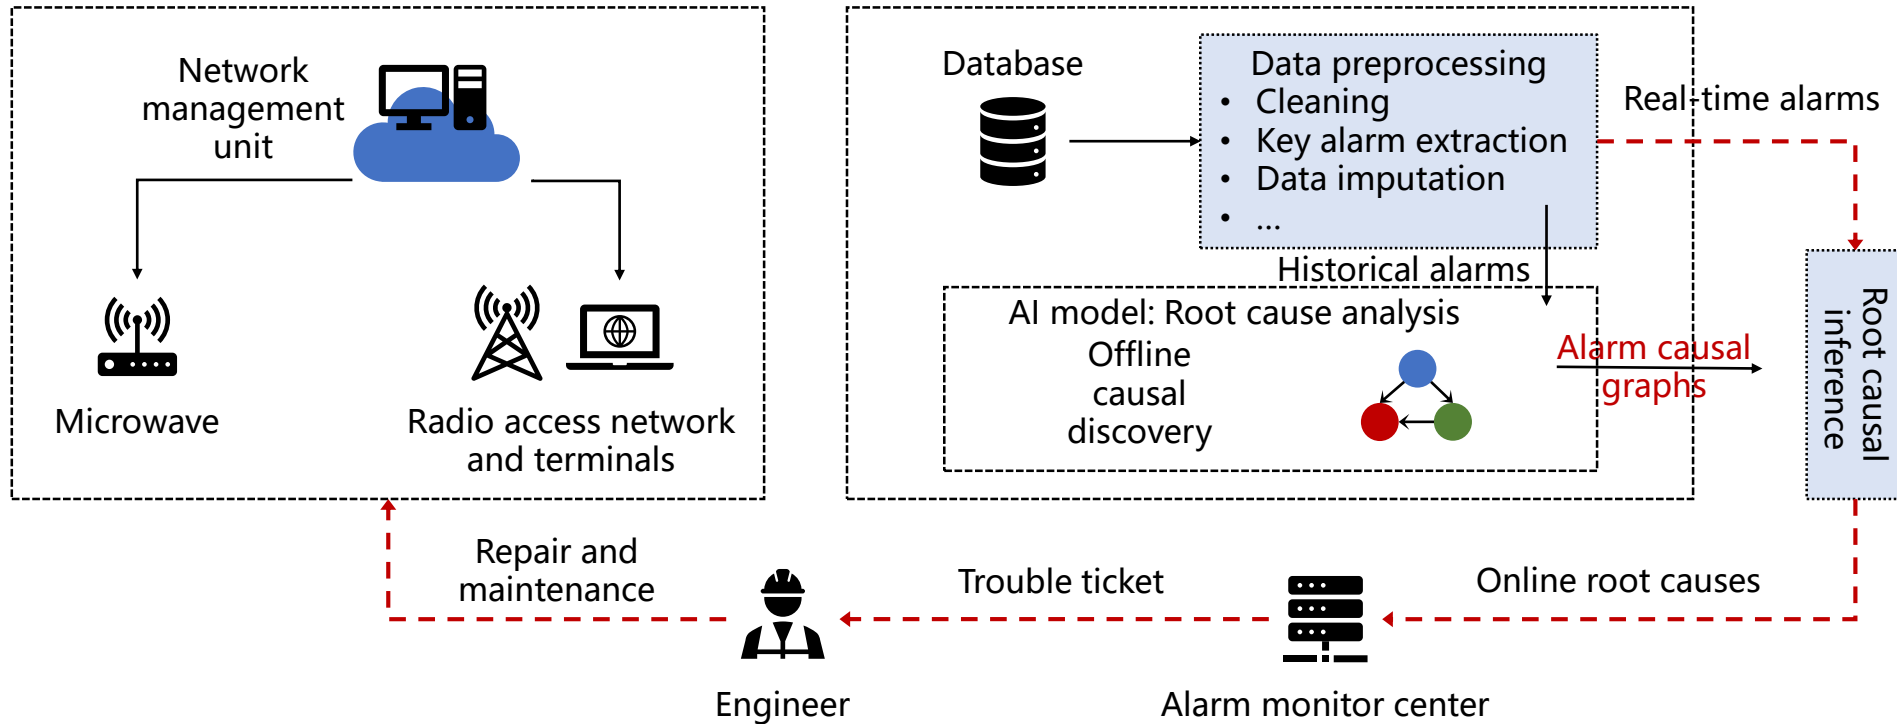 Network
management
unit
Microwave
Radio access network
and terminals
Database
Data preprocessing
• Cleaning
• Key alarm extraction
• Data imputation
• ...
Real-time alarms
Historical alarms
AI model: Root cause analysis
Offline
causal
discovery
Alarm causal
graphs
Root causal
inference
Repair and
maintenance
Trouble ticket
Online root causes
Engineer
Alarm monitor center